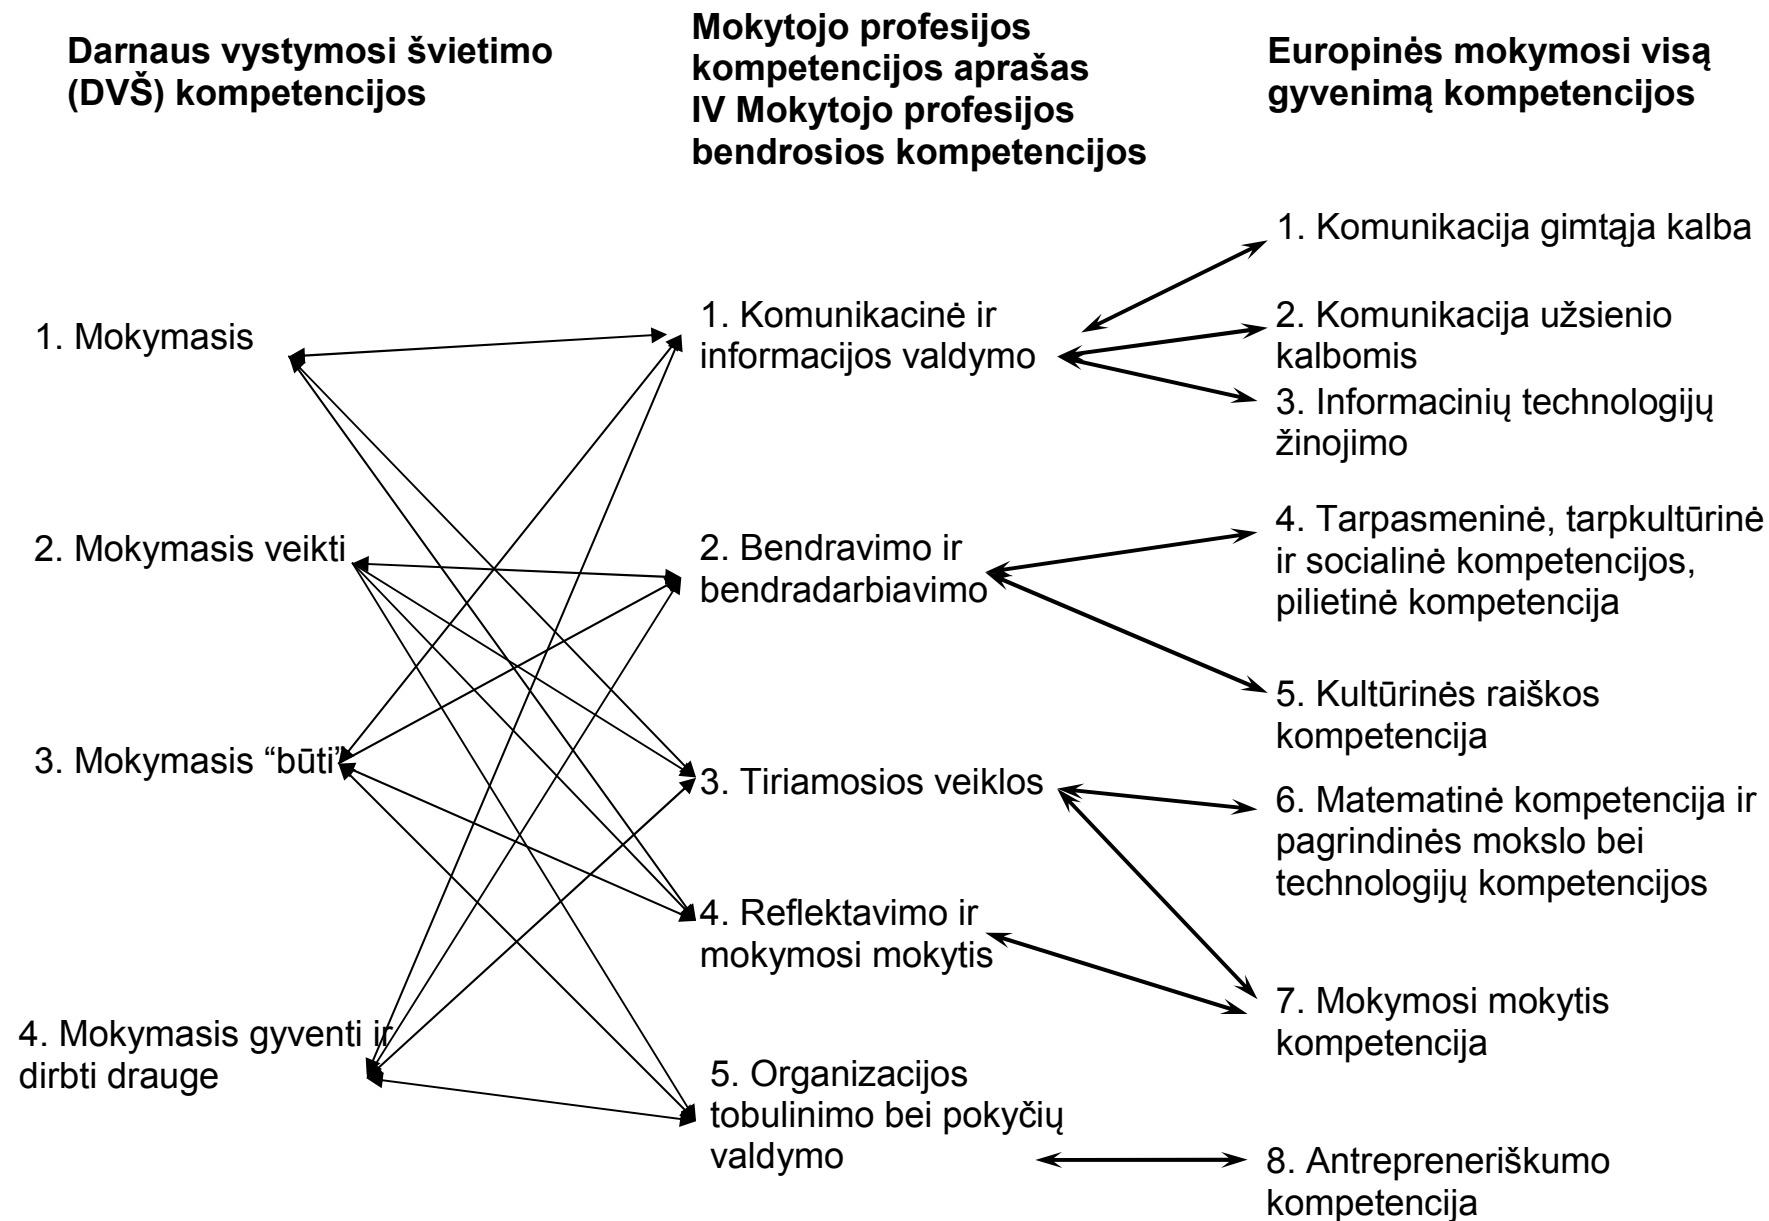 Darnaus vystymosi švietimo
(DVŠ) kompetencijos
Mokytojo profesijos
kompetencijos aprašas
IV Mokytojo profesijos
bendrosios kompetencijos
Europinės mokymosi visą
gyvenimą kompetencijos
1. Mokymasis
2. Mokymasis veikti
3. Mokymasis “būti”
4. Mokymasis gyventi ir
dirbti drauge
1. Komunikacinė ir
informacijos valdymo
2. Bendravimo ir
bendradarbiavimo
3. Tiriamosios veiklos
4. Reflektavimo ir
mokymosi mokytis
5. Organizacijos
tobulinimo bei pokyčių
valdymo
1. Komunikacija gimtąja kalba
2. Komunikacija užsienio
kalbomis
3. Informacinių technologijų
žinojimo
4. Tarpasmeninė, tarpkultūrinė
ir socialinė kompetencijos,
pilietinė kompetencija
5. Kultūrinės raiškos
kompetencija
6. Matematinė kompetencija ir
pagrindinės mokslo bei
technologijų kompetencijos
7. Mokymosi mokytis
kompetencija
8. Antrepreneriškumo
kompetencija